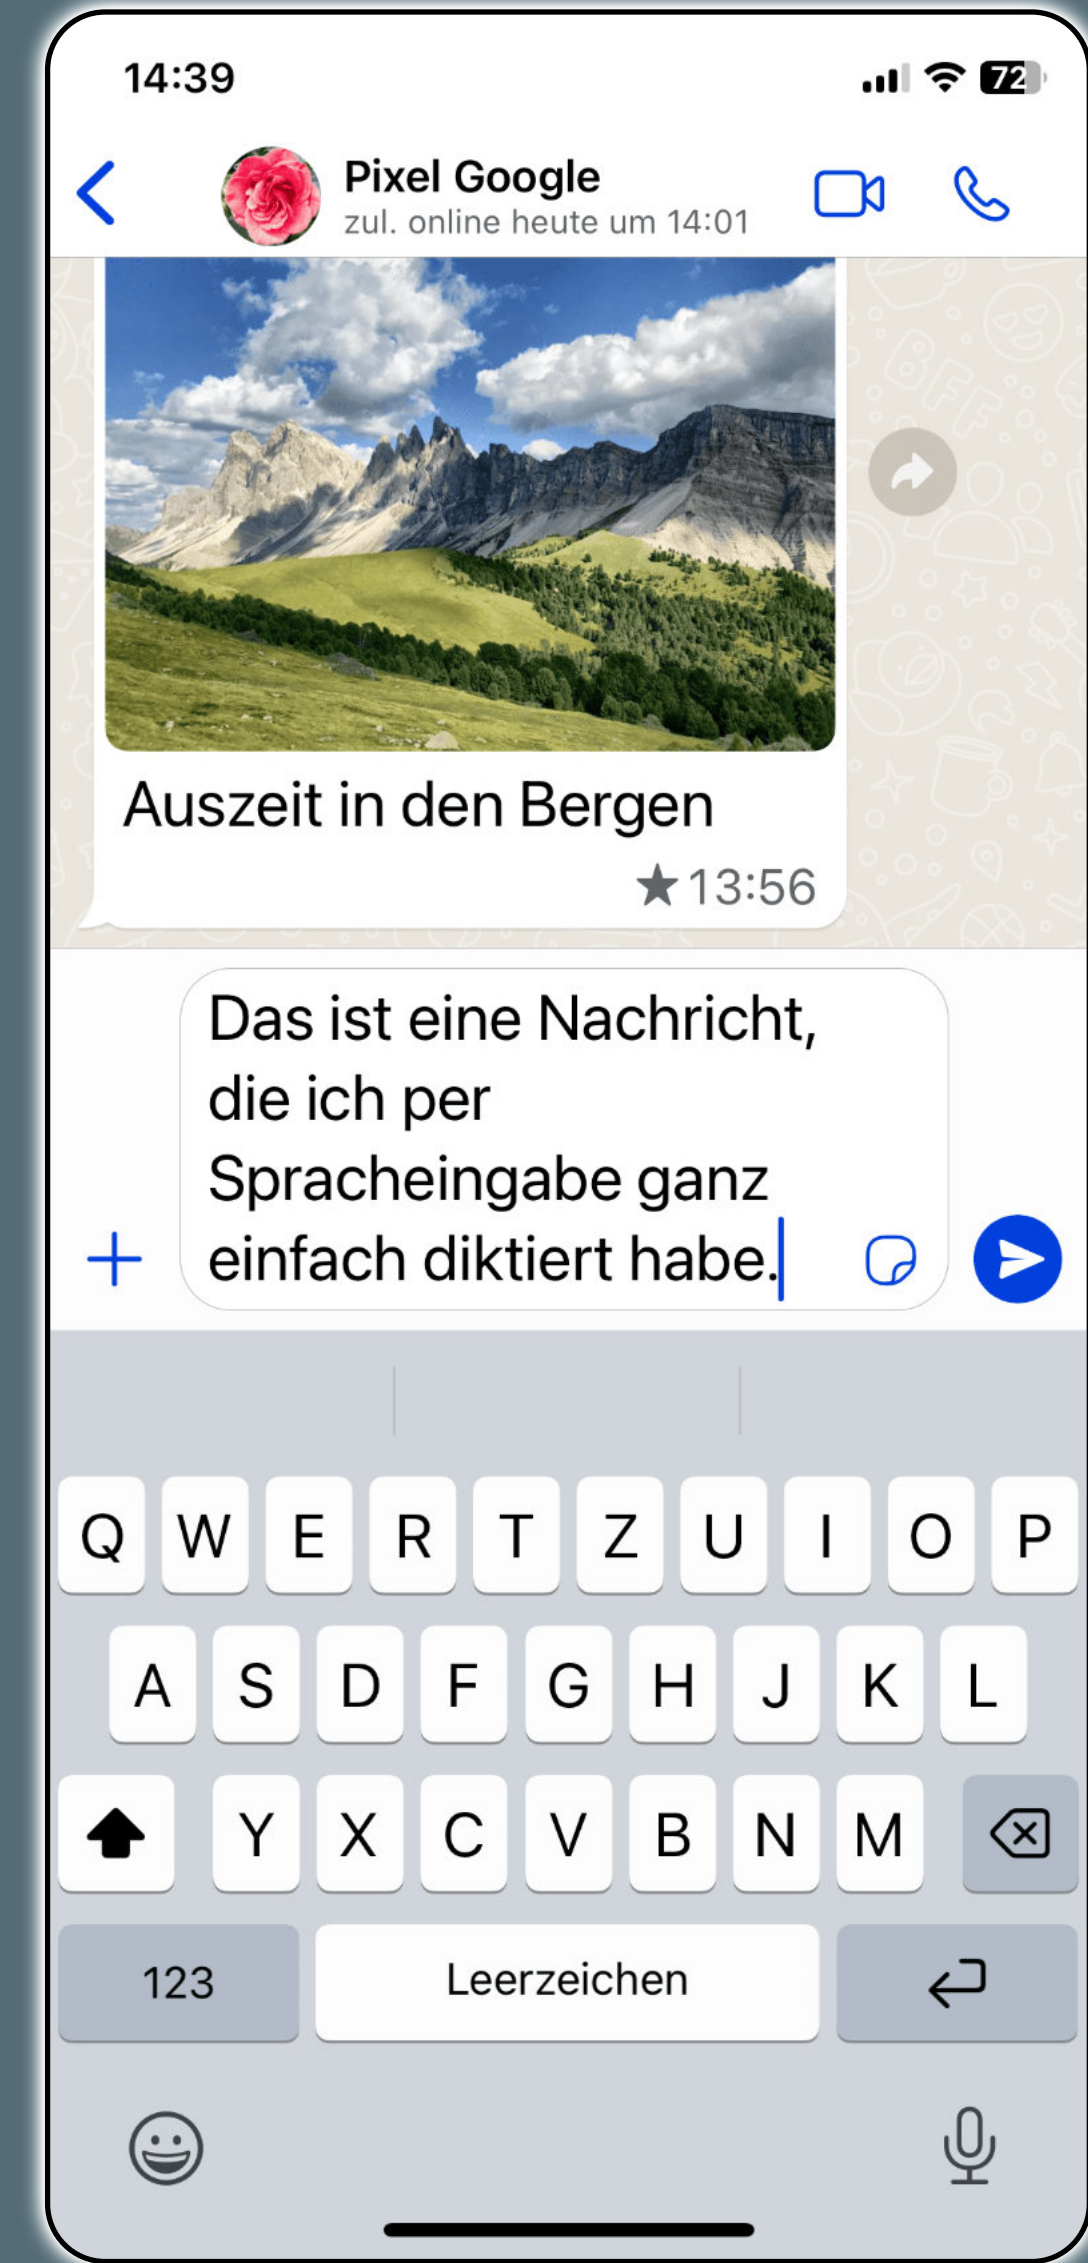 14:39
72
Pixel Google
zul. online heute um 14:01
BFF
Auszeit in den Bergen
★13:56
Das ist eine Nachricht,
die ich per
Spracheingabe ganz
einfach diktiert habe.
Q W E R T Z U I O P
A S D F G H J K L
Y X C V B N M
123 Leerzeichen